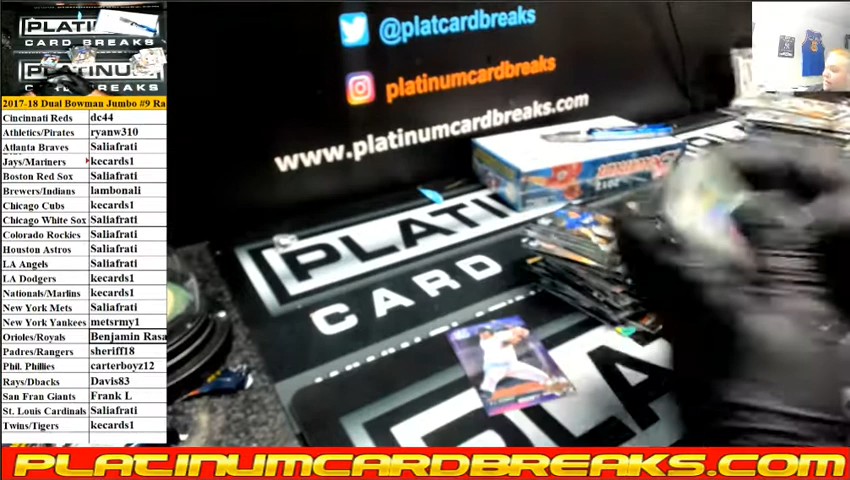 PLATINUM
CARD BREAKS
PLATINUM
CARD BREAKS
2017-18 Dual Bowman Jumbo #9 Ra
Cincinnati Reds dc44
Athletics/Pirates ryanw310
Atlanta Braves Saliafrati
Jays/Mariners kecards1
Boston Red Sox Saliafrati
Brewers/Indians lambonali
Chicago Cubs kecards1
Chicago White Sox Saliafrati
Colorado Rockies Saliafrati
Houston Astros Saliafrati
LA Angels Saliafrati
LA Dodgers kecards1
Nationals/Marlins kecards1
New York Mets Saliafrati
New York Yankees metsrmy1
Orioles/Royals Benjamin Rasa
Padres/Rangers sheriff18
Phil. Phillies carterboyz12
Rays/Dbacks Davis83
San Fran Giants Frank L
St. Louis Cardinals Saliafrati
Twins/Tigers kecards1
@platcardbreaks
platinumcardbreaks
www.platinumcardbreaks.com
PLATI
CARD
PLA
PLATINUMCARDBREAKS.COM